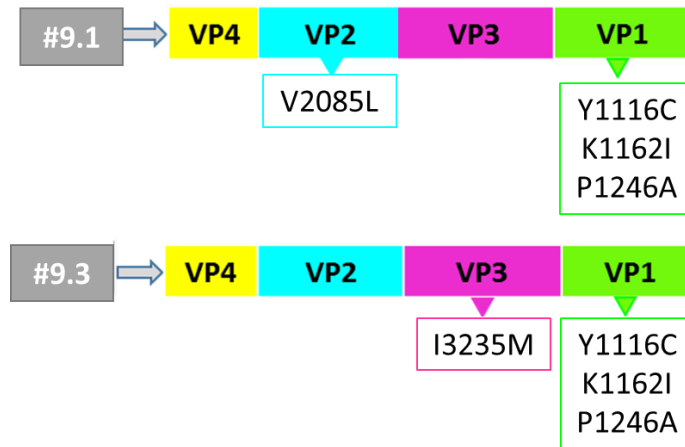 #9.1 VP4 VP2 VP3 VP1
V2085L
Y1116C
K1162I
P1246A
#9.3 VP4 VP2 VP3 VP1
I3235M
Y1116C
K1162I
P1246A